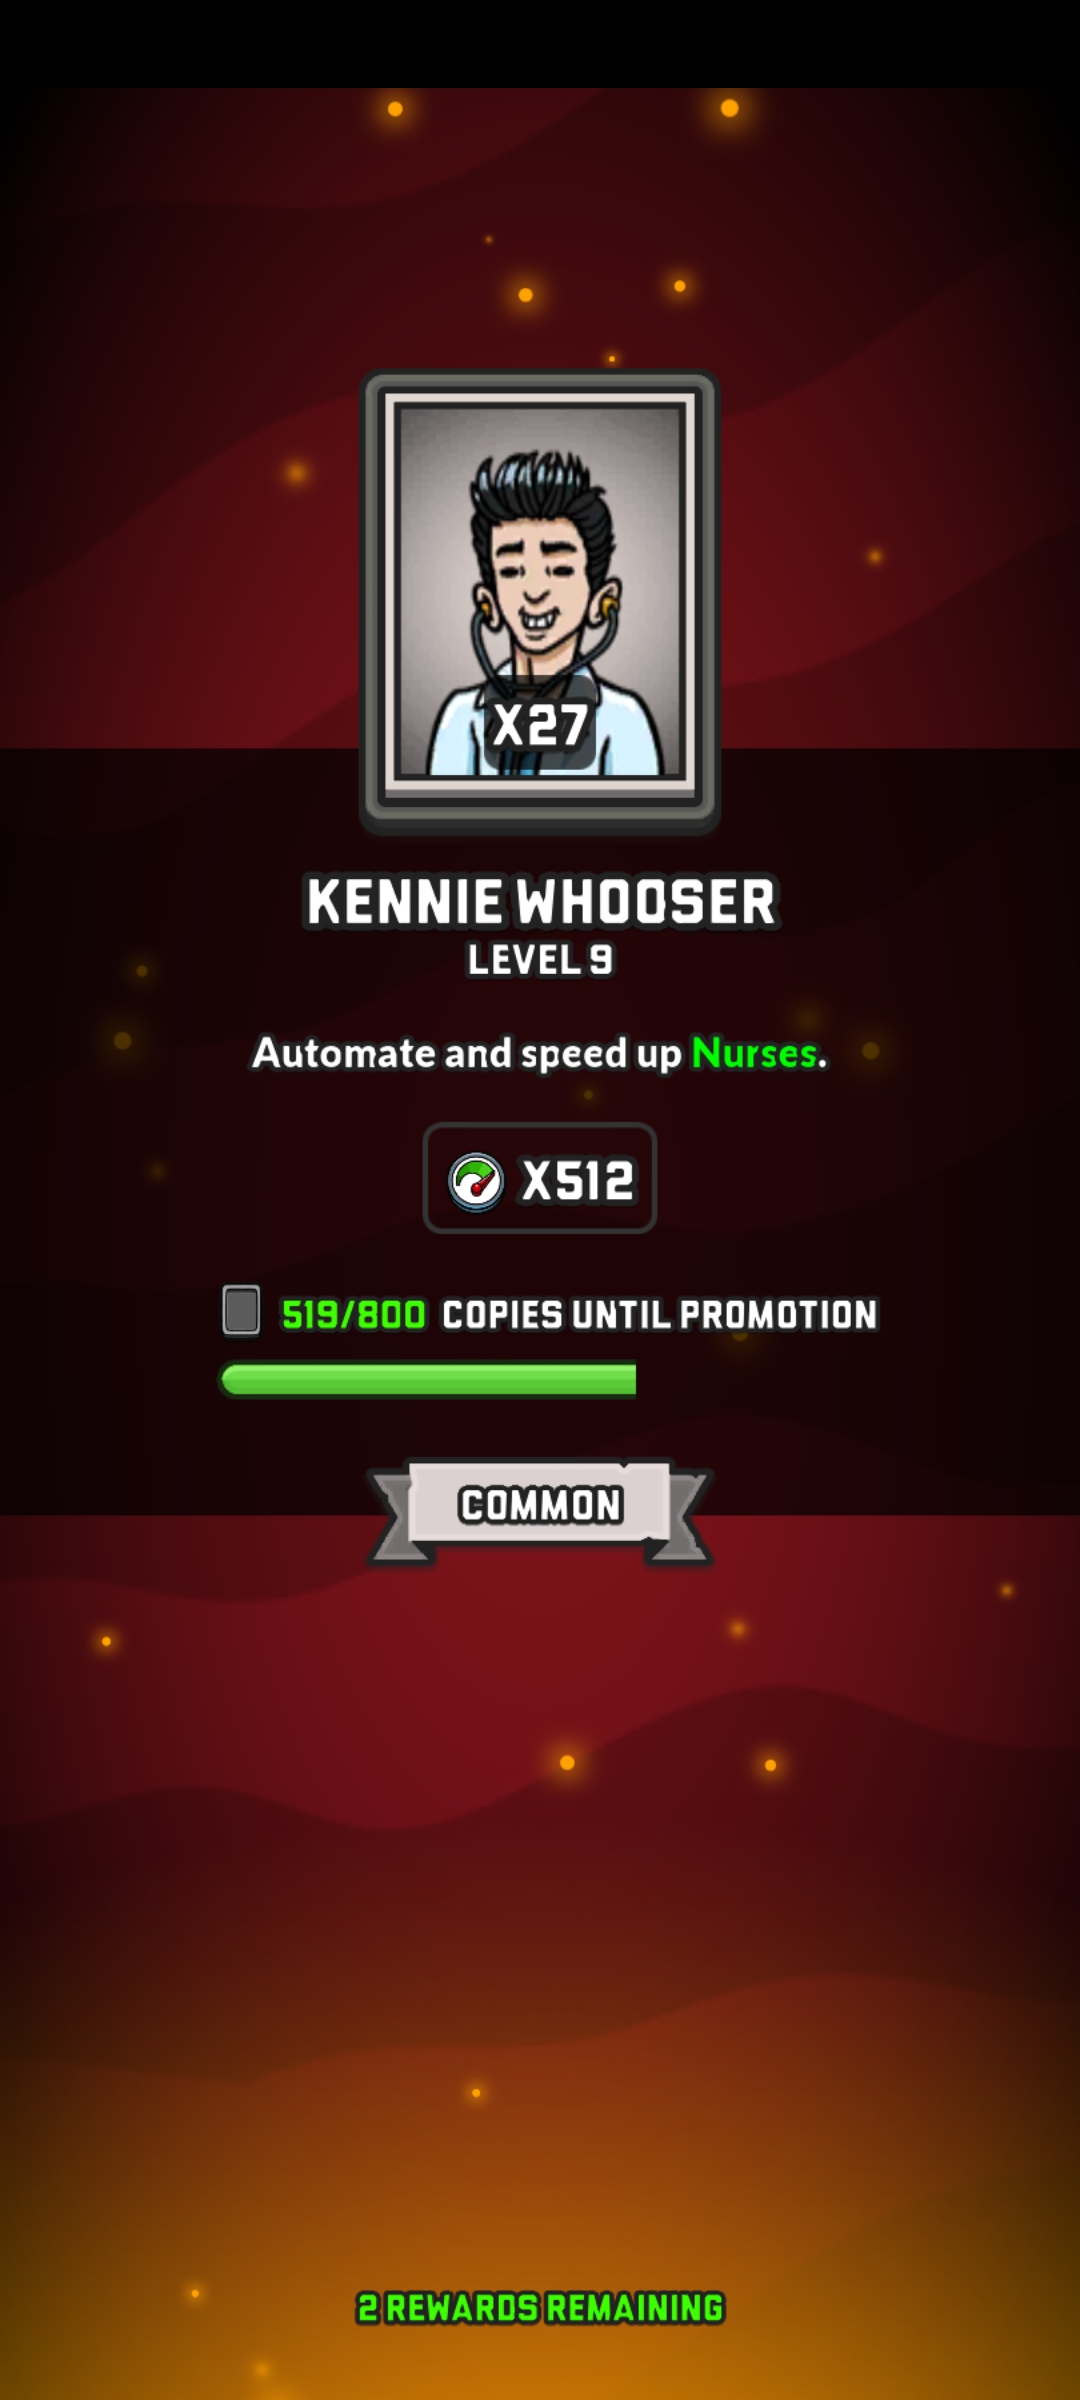 X27
KENNIE WHOOSER
LEVEL 9
Automate and speed up Nurses.
X512
519/800 COPIES UNTIL PROMOTION
COMMON
2 REWARDS REMAINING